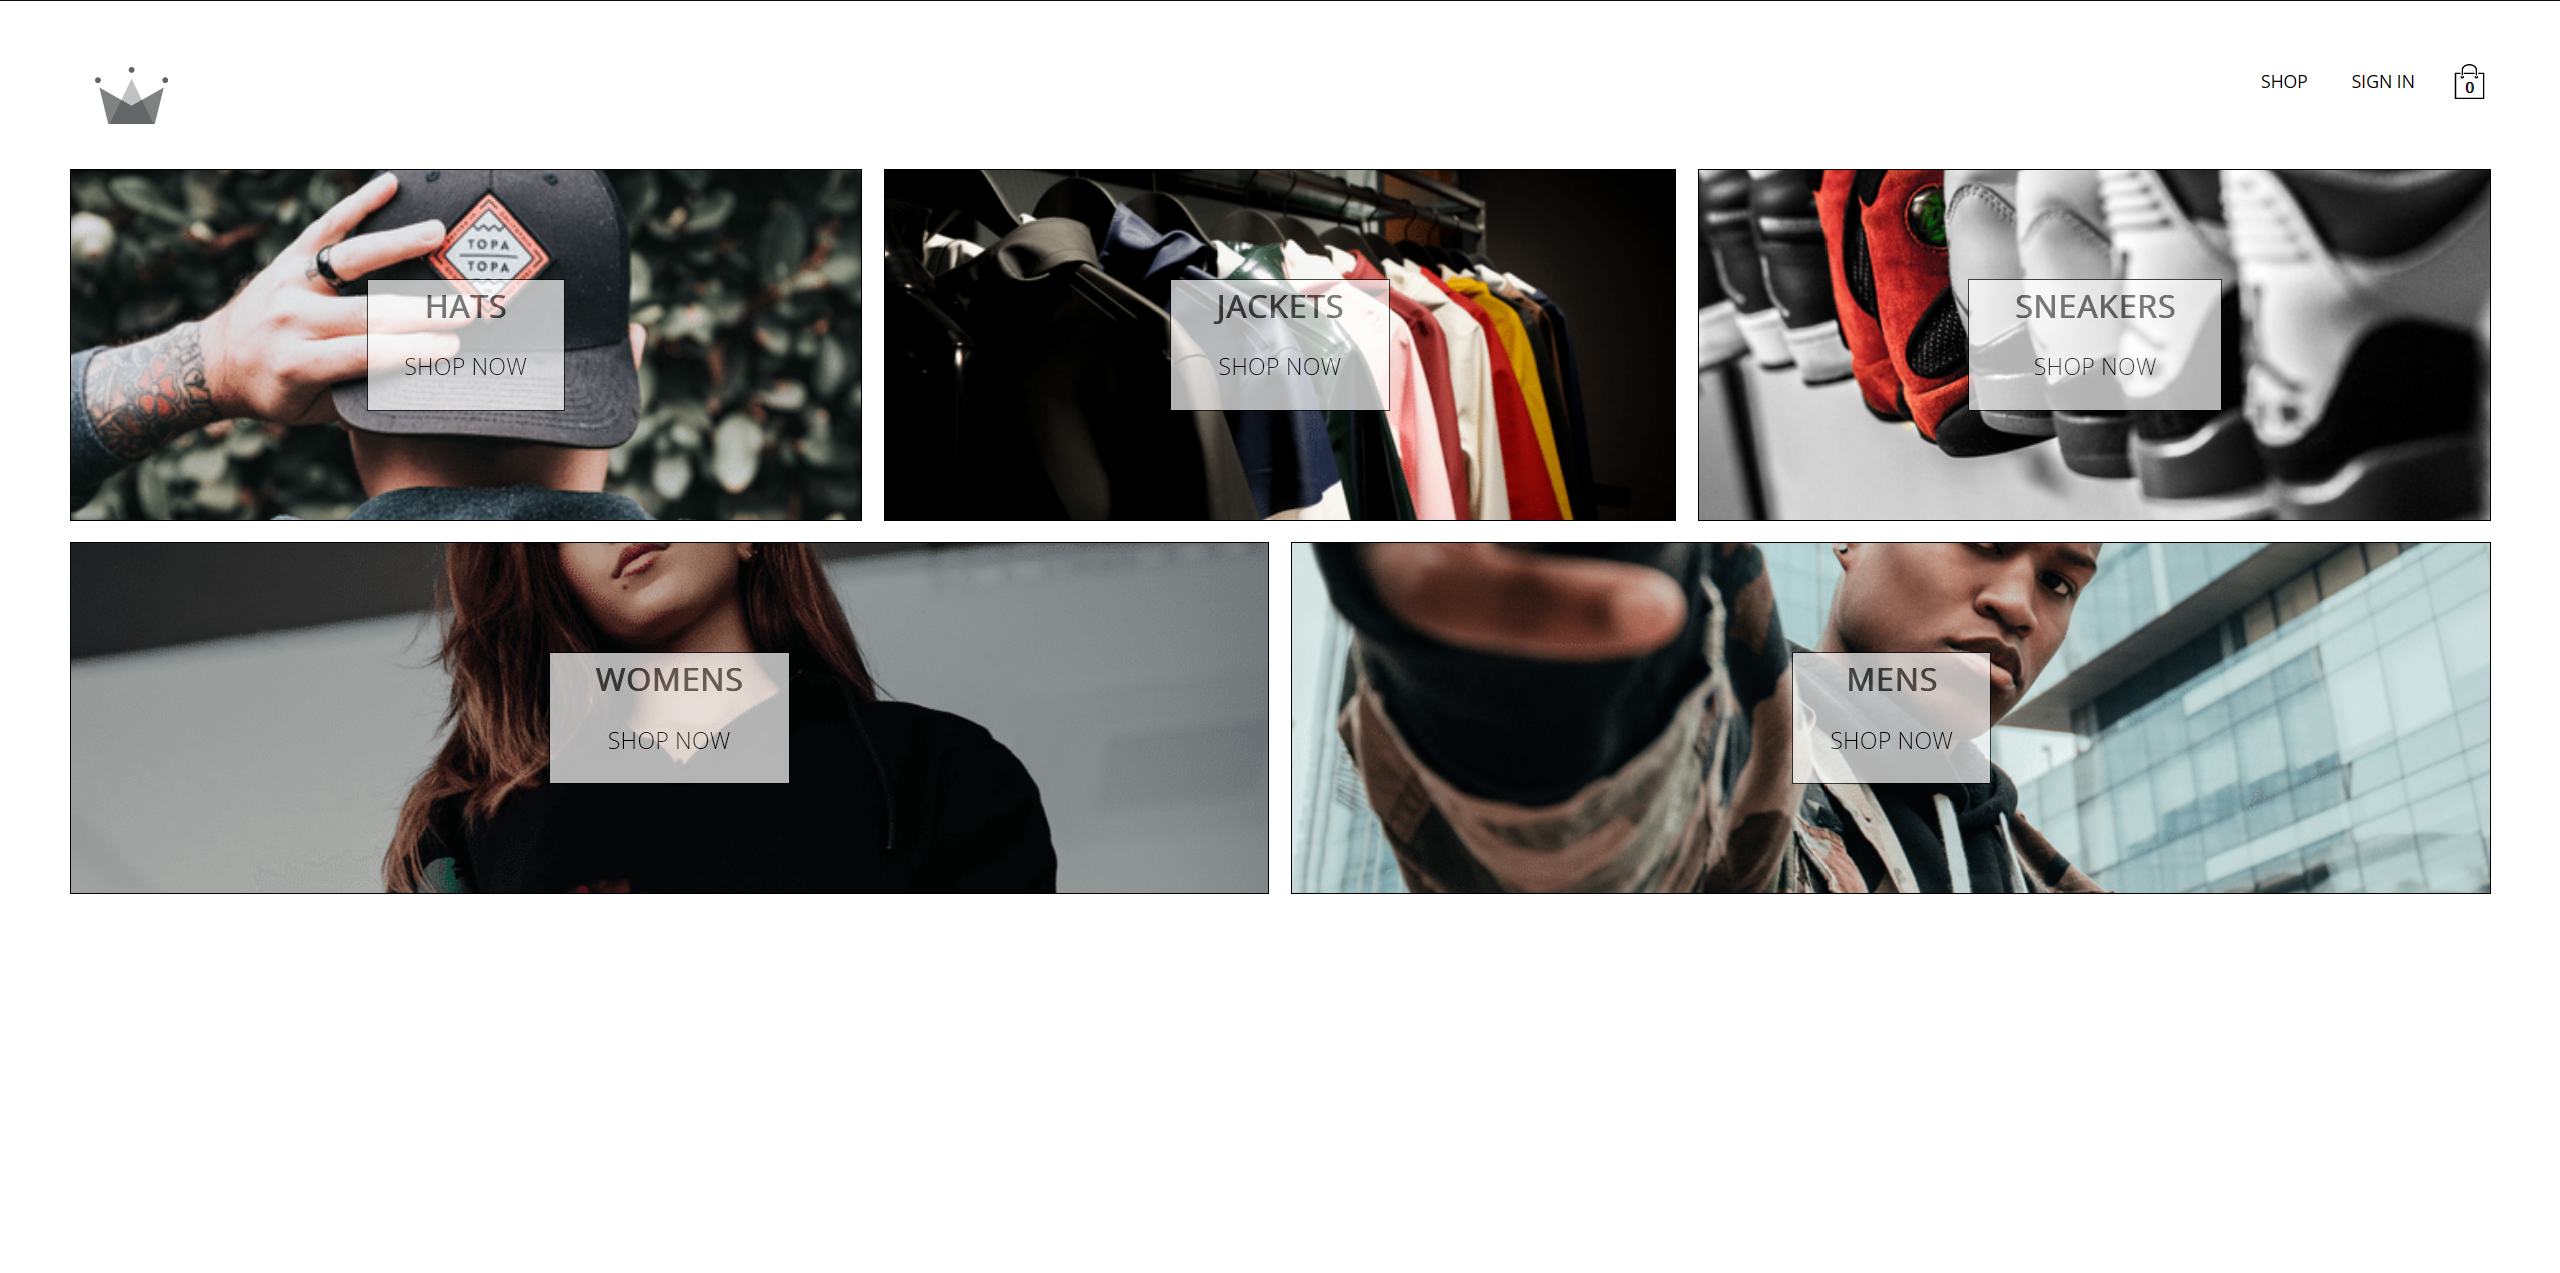 SHOP SIGN IN
0
TOPA
TOPA
HATS
SHOP NOW
JACKETS
SHOP NOW
SNEAKERS
SHOP NOW
WOMENS
SHOP NOW
MENS
SHOP NOW